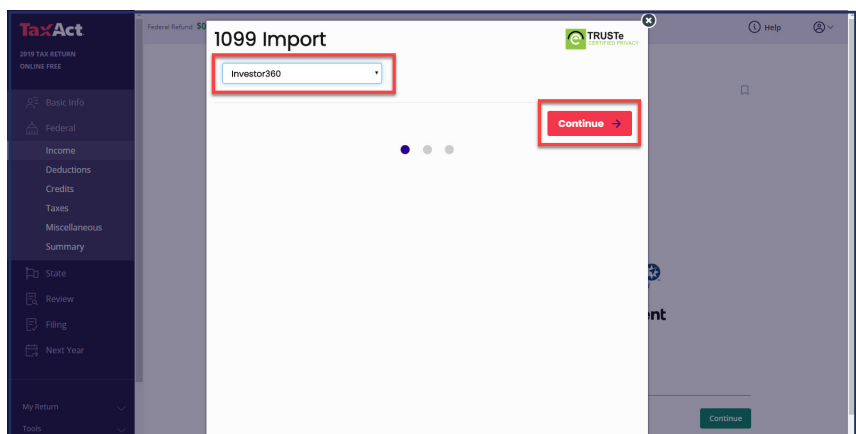 TaxAct
2019 TAX RETURN
ONLINE FREE
Basic Info
Federal
Income
Deductions
Credits
Taxes
Miscellaneous
Summary
State
Review
Filing
Next Year
My Return
Tools
Federal Refund $0
1099 Import
TRUSTe
CERTIFIED PRIVACY
Investor360
Continue →
Help
ent
Continue